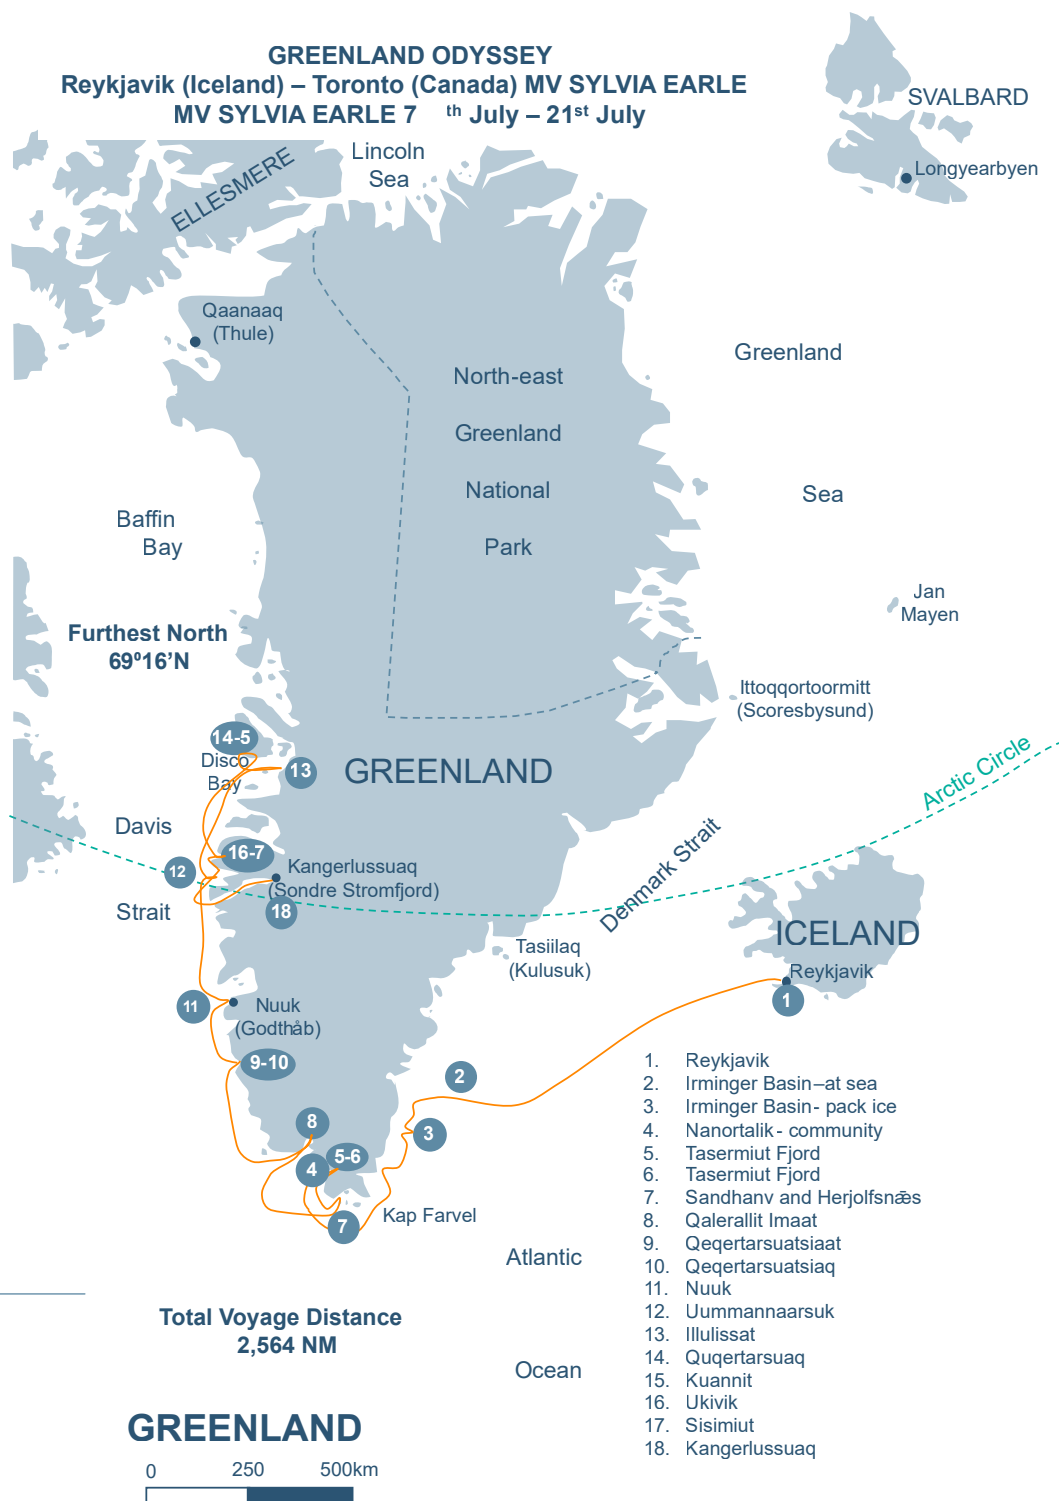 GREENLAND ODYSSEY
Reykjavik (Iceland) – Toronto (Canada) MV SYLVIA EARLE
MV SYLVIA EARLE 7 th July – 21st July
SVALBARD
Longyearbyen
Lincoln
Sea
ELLESMERE
Qaanaaq
(Thule)
North-east
Greenland
National
Park
Greenland
Sea
Baffin
Bay
Jan
Mayen
Furthest North
69º16’N
Ittoqqortoormitt
(Scoresbysund)
14-5
Disco
Bay
13
GREENLAND
Arctic Circle
Davis
Strait
12
16-7
Kangerlussuaq
(Sondre Stromfjord)
18
Denmark Strait
ICELAND
Reykjavik
1
Tasiilaq
(Kulusuk)
11
Nuuk
(Godthåb)
9-10
2
3
8
5-6
4
7
Kap Farvel
Atlantic
Ocean
1. Reykjavik
2. Irminger Basin–at sea
3. Irminger Basin- pack ice
4. Nanortalik - community
5. Tasermiut Fjord
6. Tasermiut Fjord
7. Sandhanv and Herjolfsnæs
8. Qalerallit Imaat
9. Qeqertarsuatsiaat
10. Qeqertarsuatsiaq
11. Nuuk
12. Uummannaarsuk
13. Illulissat
14. Quqertarsuaq
15. Kuannit
16. Ukivik
17. Sisimiut
18. Kangerlussuaq
Total Voyage Distance
2,564 NM
GREENLAND
0 250 500km